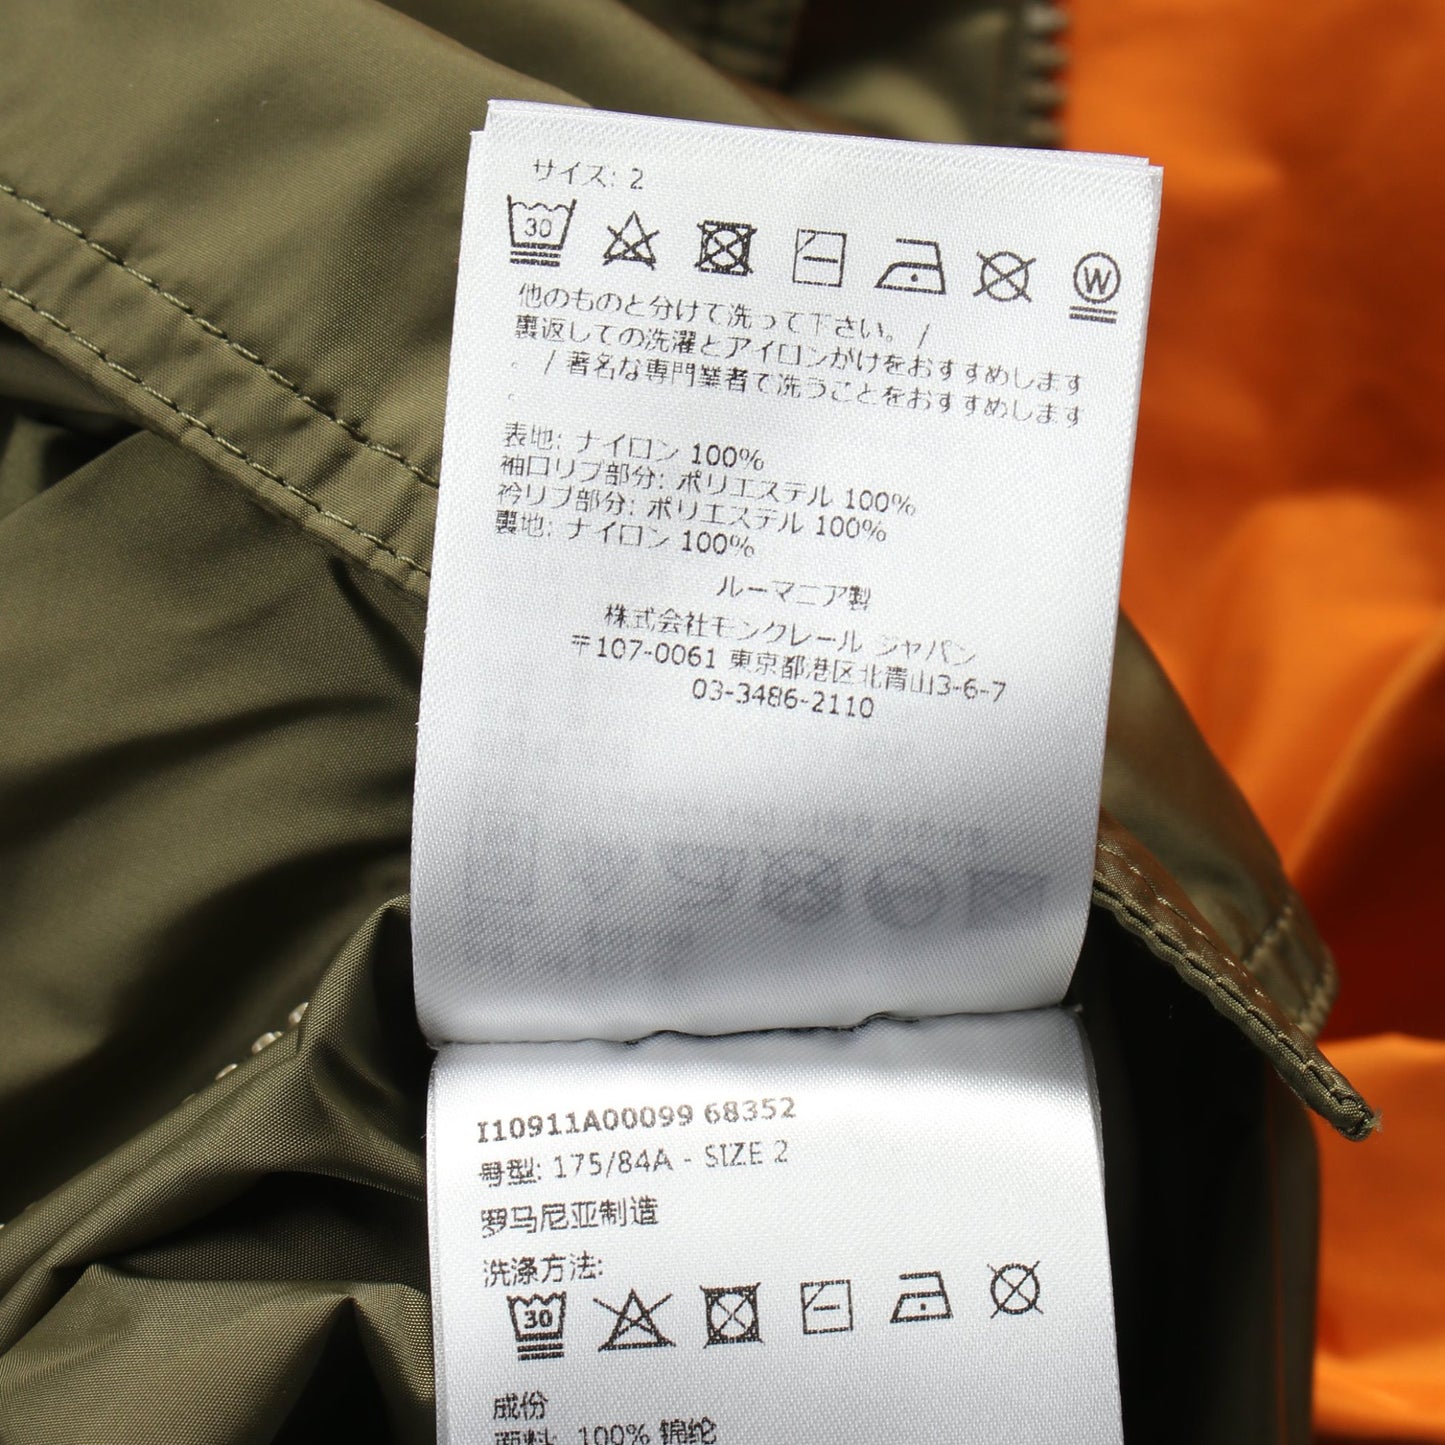 サイズ: 2
30
W
他のものと分けて洗って下さい。 /
裏返しての洗濯とアイロンがけをおすすめします
。 / 著名な専門業者で洗うことをおすすめします
。
表地: ナイロン 100%
袖口リブ部分: ポリエステル 100%
衿リブ部分: ポリエステル 100%
裏地: ナイロン 100%
ルーマニア製
株式会社モンクレール ジャパン
〒107-0061 東京都港区北青山3-6-7
03-3486-2110
I10911A00099 68352
号型: 175/84A - SIZE 2
罗马尼亚制造
洗涤方法:
30
成份
面料 100% 锦纶